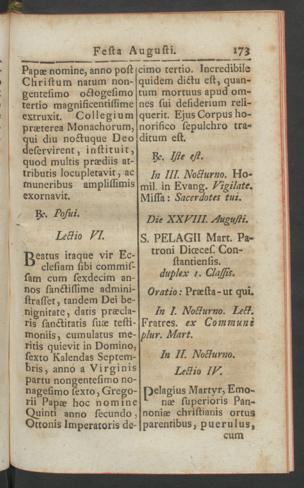 Festa Augusti. 173
Papæ nomine, anno post
Christum natum non-
gentesimo octogesimo
tertio magnificentissime
extruxit. Collegium
præterea Monachorum,
qui diu noctuque Deo
deservirent, instituit,
quod multis prædiis at-
tributis locupletavit, ac
muneribus amplissimis
exornavit.
℞. Posui.
Lectio VI.
Beatus itaque vir Ec-
clesiam sibi commis-
sam cum sexdecim an-
nos sanctissime admini-
strasset, tandem Dei be-
nignitate, datis præcla-
ris sanctitatis suæ testi-
moniis, cumulatus me-
ritis quievit in Domino,
sexto Kalendas Septem-
bris, anno a Virginis
partu nongentesimo no-
nagesimo sexto, Grego-
rii Papæ hoc nomine
Quinti anno secundo,
Ottonis Imperatoris de-
cimo tertio. Incredibile
quidem dictu est, quan-
tum mortuus apud om-
nes sui desiderium reli-
querit. Ejus Corpus ho-
norifico sepulchro tra-
ditum est.
℞. Iste est.
In III. Nocturno. Ho-
mil. in Evang. Vigilate.
Missa: Sacerdotes tui.
Die XXVIII. Augusti.
S. PELAGII Mart. Pa-
troni Diœces. Con-
stantiensis.
duplex 1. Classis.
Oratio: Præsta-ut qui.
In I. Nocturno. Lect.
Fratres. ex Communi
plur. Mart.
In II. Nocturno.
Lectio IV.
Pelagius Martyr, Emo-
næ superioris Pan-
noniæ christianis ortus
parentibus, puerulus,
cum